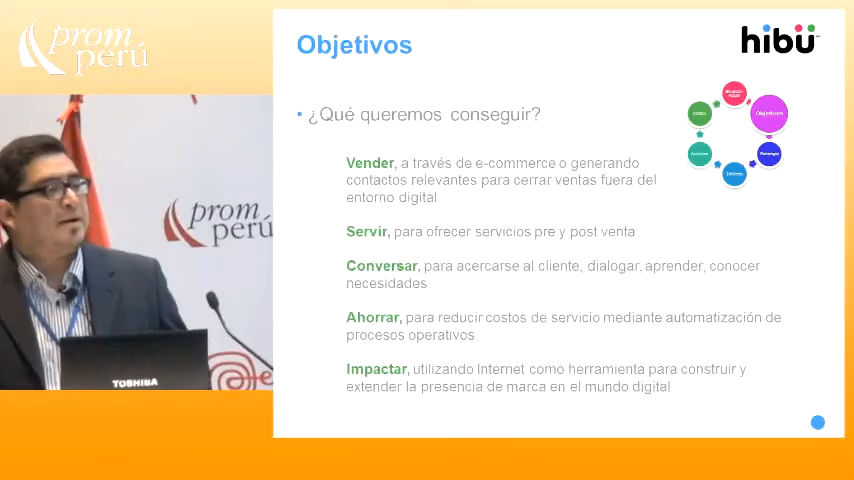 prom
perú
Objetivos
hibü
¿Qué queremos conseguir?
Objetivos
Vender, a través de e-commerce o generando
contactos relevantes para cerrar ventas fuera del
entorno digital
prom
perú
Servir, para ofrecer servicios pre y post venta
Conversar, para acercarse al cliente, dialogar, aprender, conocer
necesidades
Ahorrar, para reducir costos de servicio mediante automatización de
procesos operativos
Impactar, utilizando Internet como herramienta para construir y
extender la presencia de marca en el mundo digital
TOSHIBA